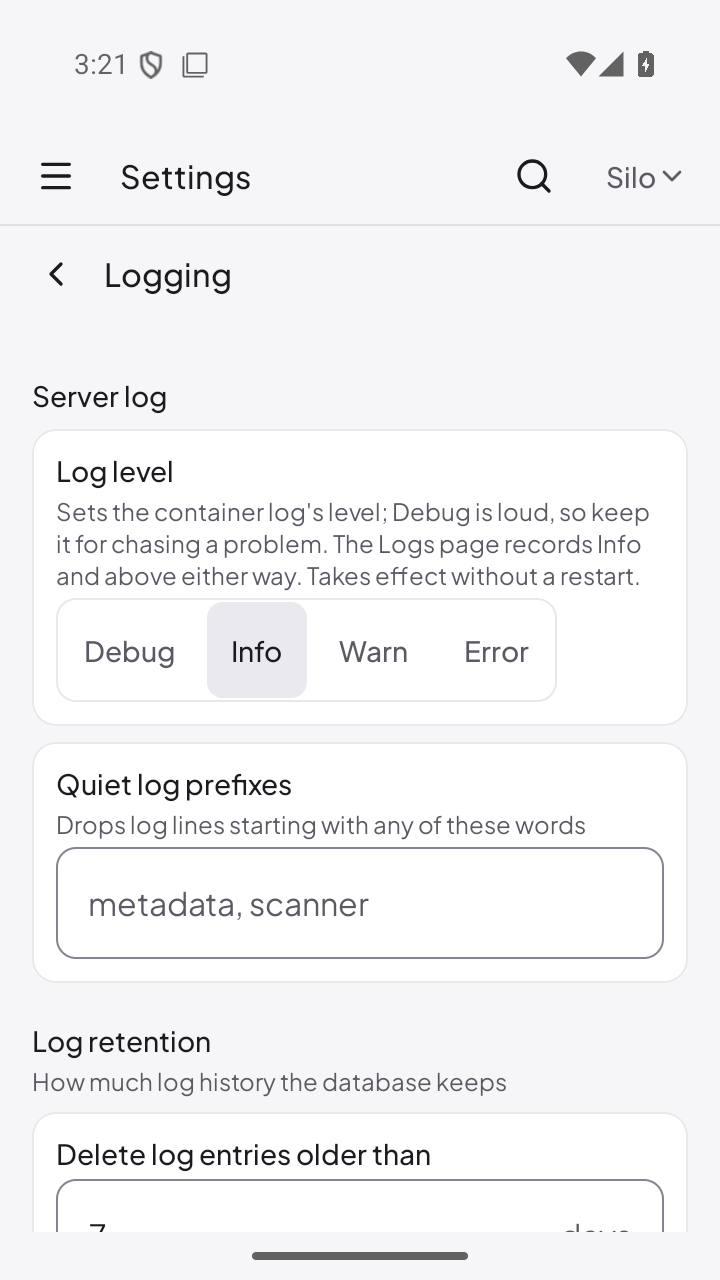 3:21
Settings
Silo
Logging
Server log
Log level
Sets the container log's level; Debug is loud, so keep
it for chasing a problem. The Logs page records Info
and above either way. Takes effect without a restart.
Debug Info Warn Error
Quiet log prefixes
Drops log lines starting with any of these words
metadata, scanner
Log retention
How much log history the database keeps
Delete log entries older than
7 days